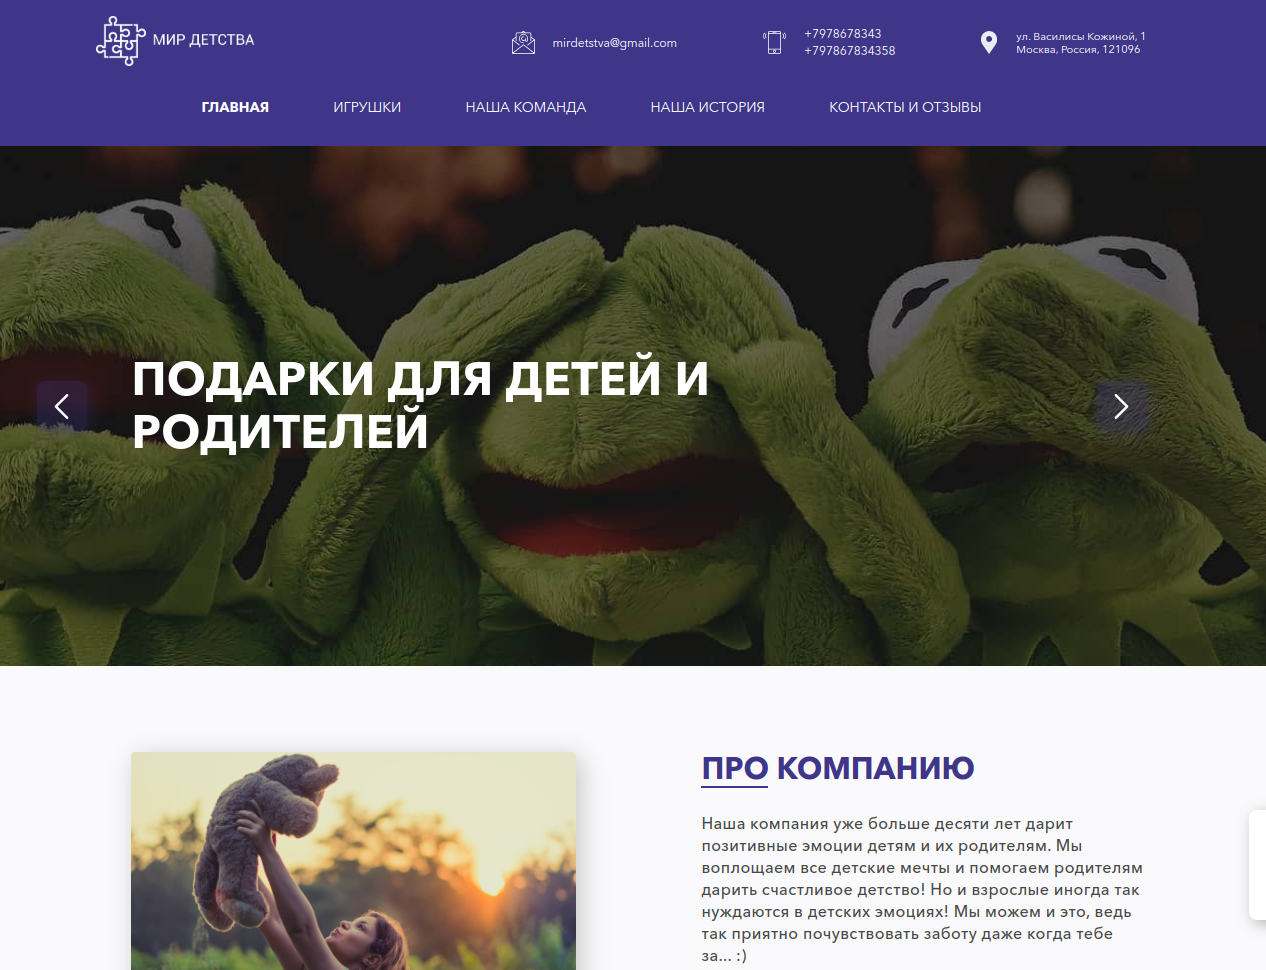 МИР ДЕТСТВА
mirdetstva@gmail.com
+7978678343
+797867834358
ул. Василисы Кожиной, 1
Москва, Россия, 121096
ГЛАВНАЯ
ИГРУШКИ
НАША КОМАНДА
НАША ИСТОРИЯ
КОНТАКТЫ И ОТЗЫВЫ
ПОДАРКИ ДЛЯ ДЕТЕЙ И
РОДИТЕЛЕЙ
ПРО КОМПАНИЮ
Наша компания уже больше десяти лет дарит
позитивные эмоции детям и их родителям. Мы
воплощаем все детские мечты и помогаем родителям
дарить счастливое детство! Но и взрослые иногда так
нуждаются в детских эмоциях! Мы можем и это, ведь
так приятно почувствовать заботу даже когда тебе
за... :)